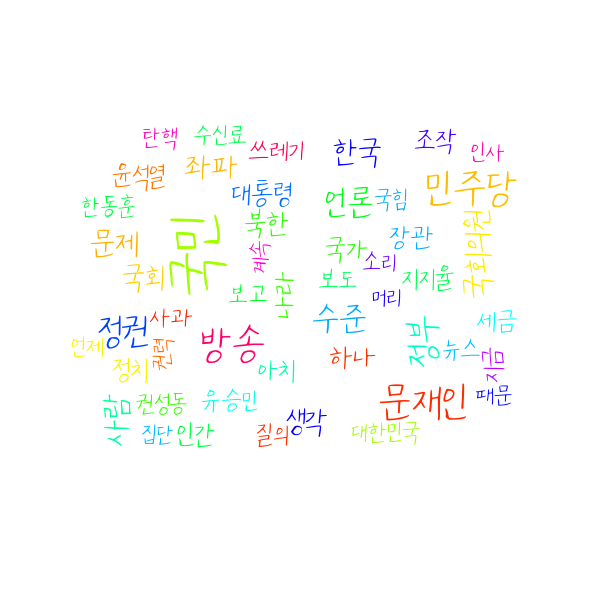 탄핵
수신료
쓰레기
한국
조작
인사
윤석열
좌파
대통령
언론
국힘
민주당
한동훈
국민
북한
국회의원
문제
계속
국가
장관
소리
국회
보고
나라
보도
지지율
머리
정권
사과
방송
수준
정부
세금
언제
권력
정치
아치
하나
뉴스
지금
사람
권성동
유승민
문재인
때문
집단
인간
질의
생각
대한민국